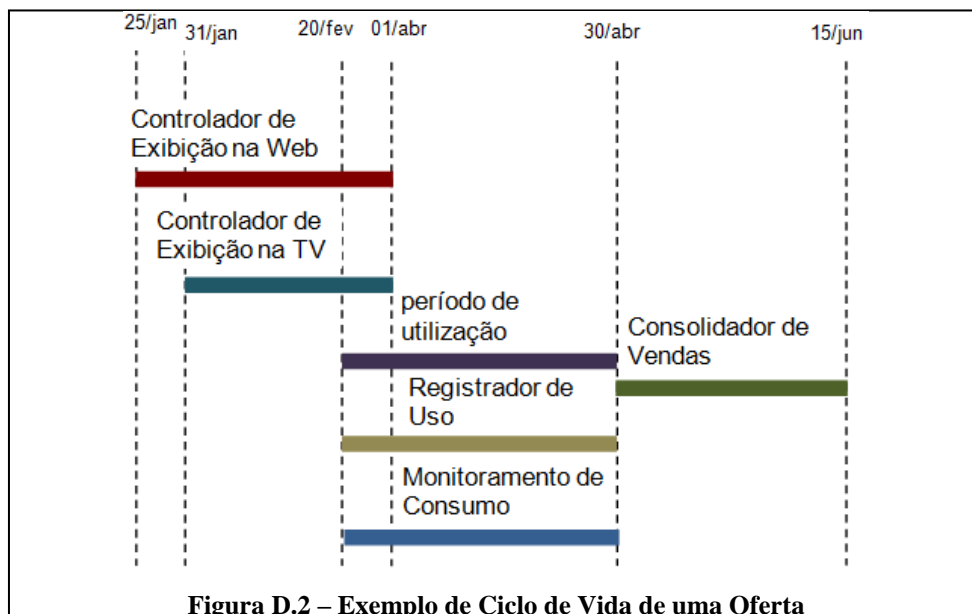 25/jan 31/jan 20/fev 01/abr 30/abr 15/jun
Controlador de
Exibição na Web
Controlador de
Exibição na TV
período de
utilização
Consolidador de
Vendas
Registrador de
Uso
Monitoramento de
Consumo
Figura D.2 – Exemplo de Ciclo de Vida de uma Oferta